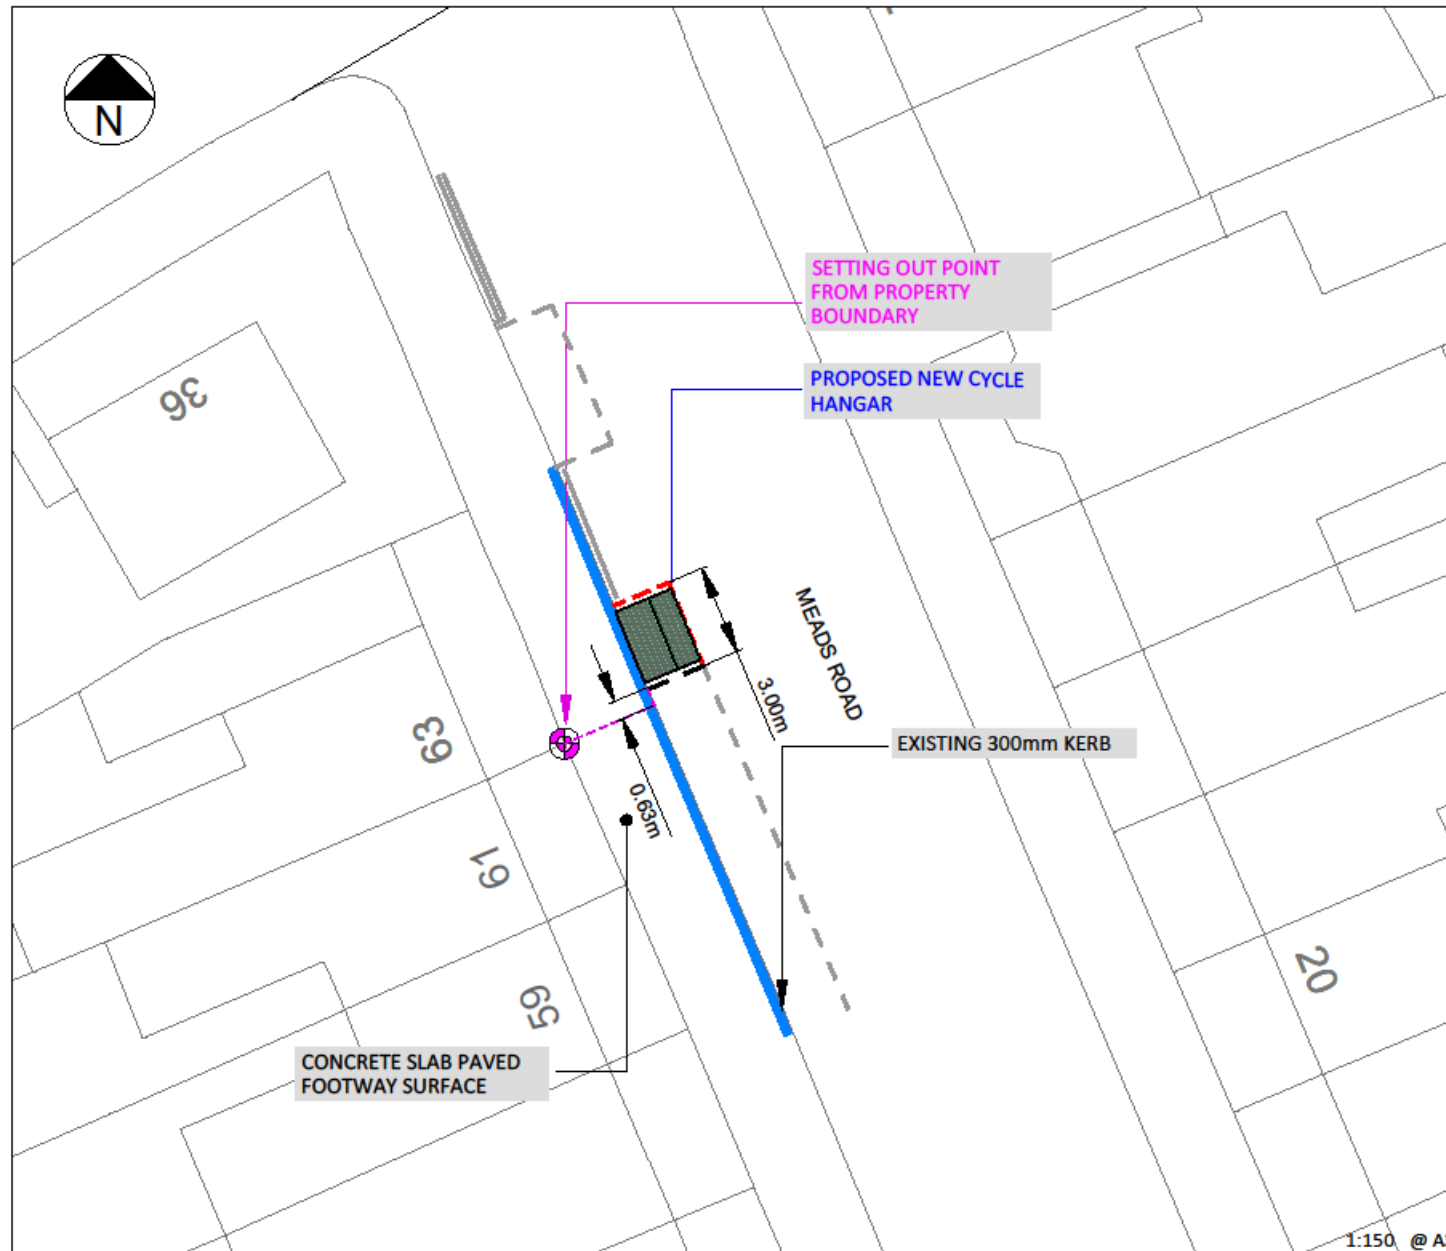 N
SETTING OUT POINT
FROM PROPERTY
BOUNDARY
PROPOSED NEW CYCLE
HANGAR
36
MEADS ROAD
3.00m
63
EXISTING 300mm KERB
0.63m
61
59
20
CONCRETE SLAB PAVED
FOOTWAY SURFACE
1:150 @